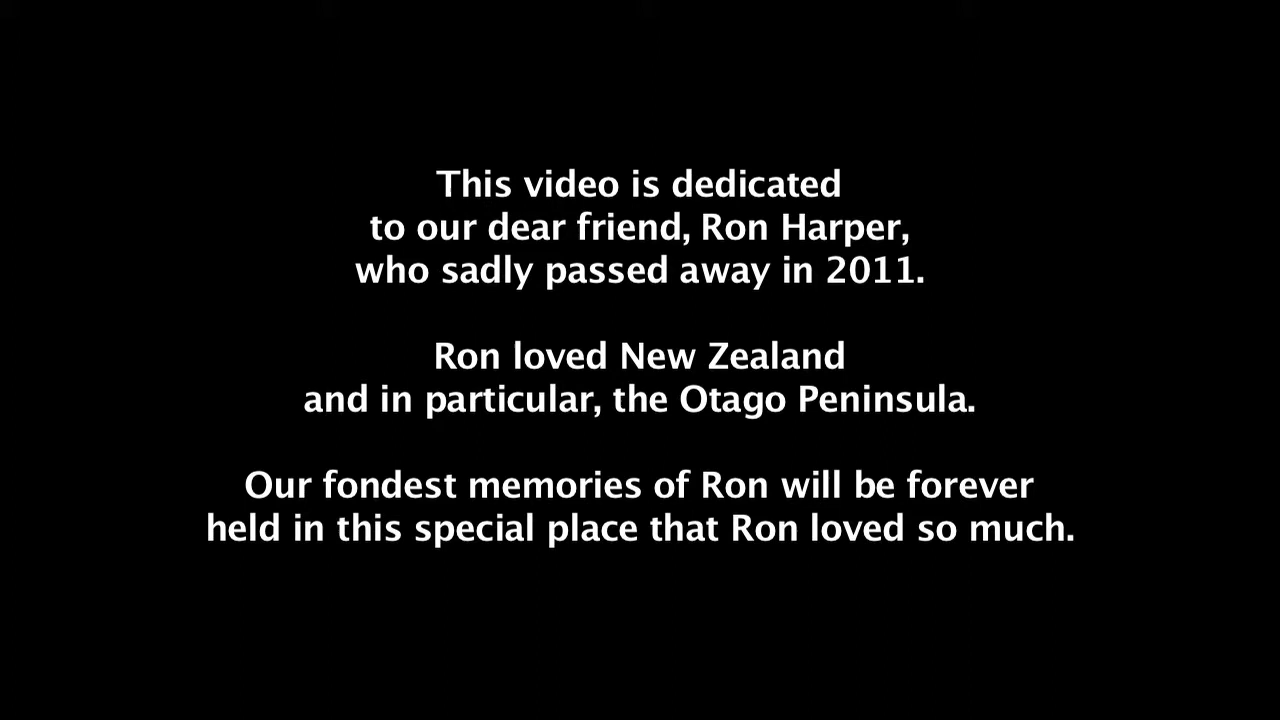 This video is dedicated
to our dear friend, Ron Harper,
who sadly passed away in 2011.
Ron loved New Zealand
and in particular, the Otago Peninsula.
Our fondest memories of Ron will be forever
held in this special place that Ron loved so much.